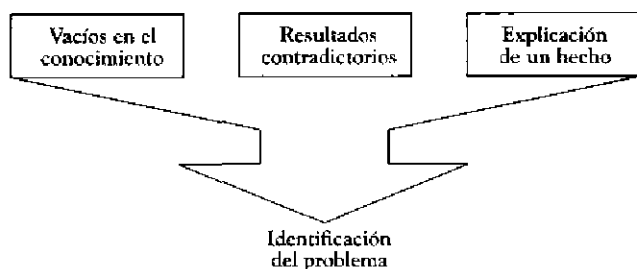 Vacíos en el
conocimiento
Resultados
contradictorios
Explicación
de un hecho
Identificación
del problema